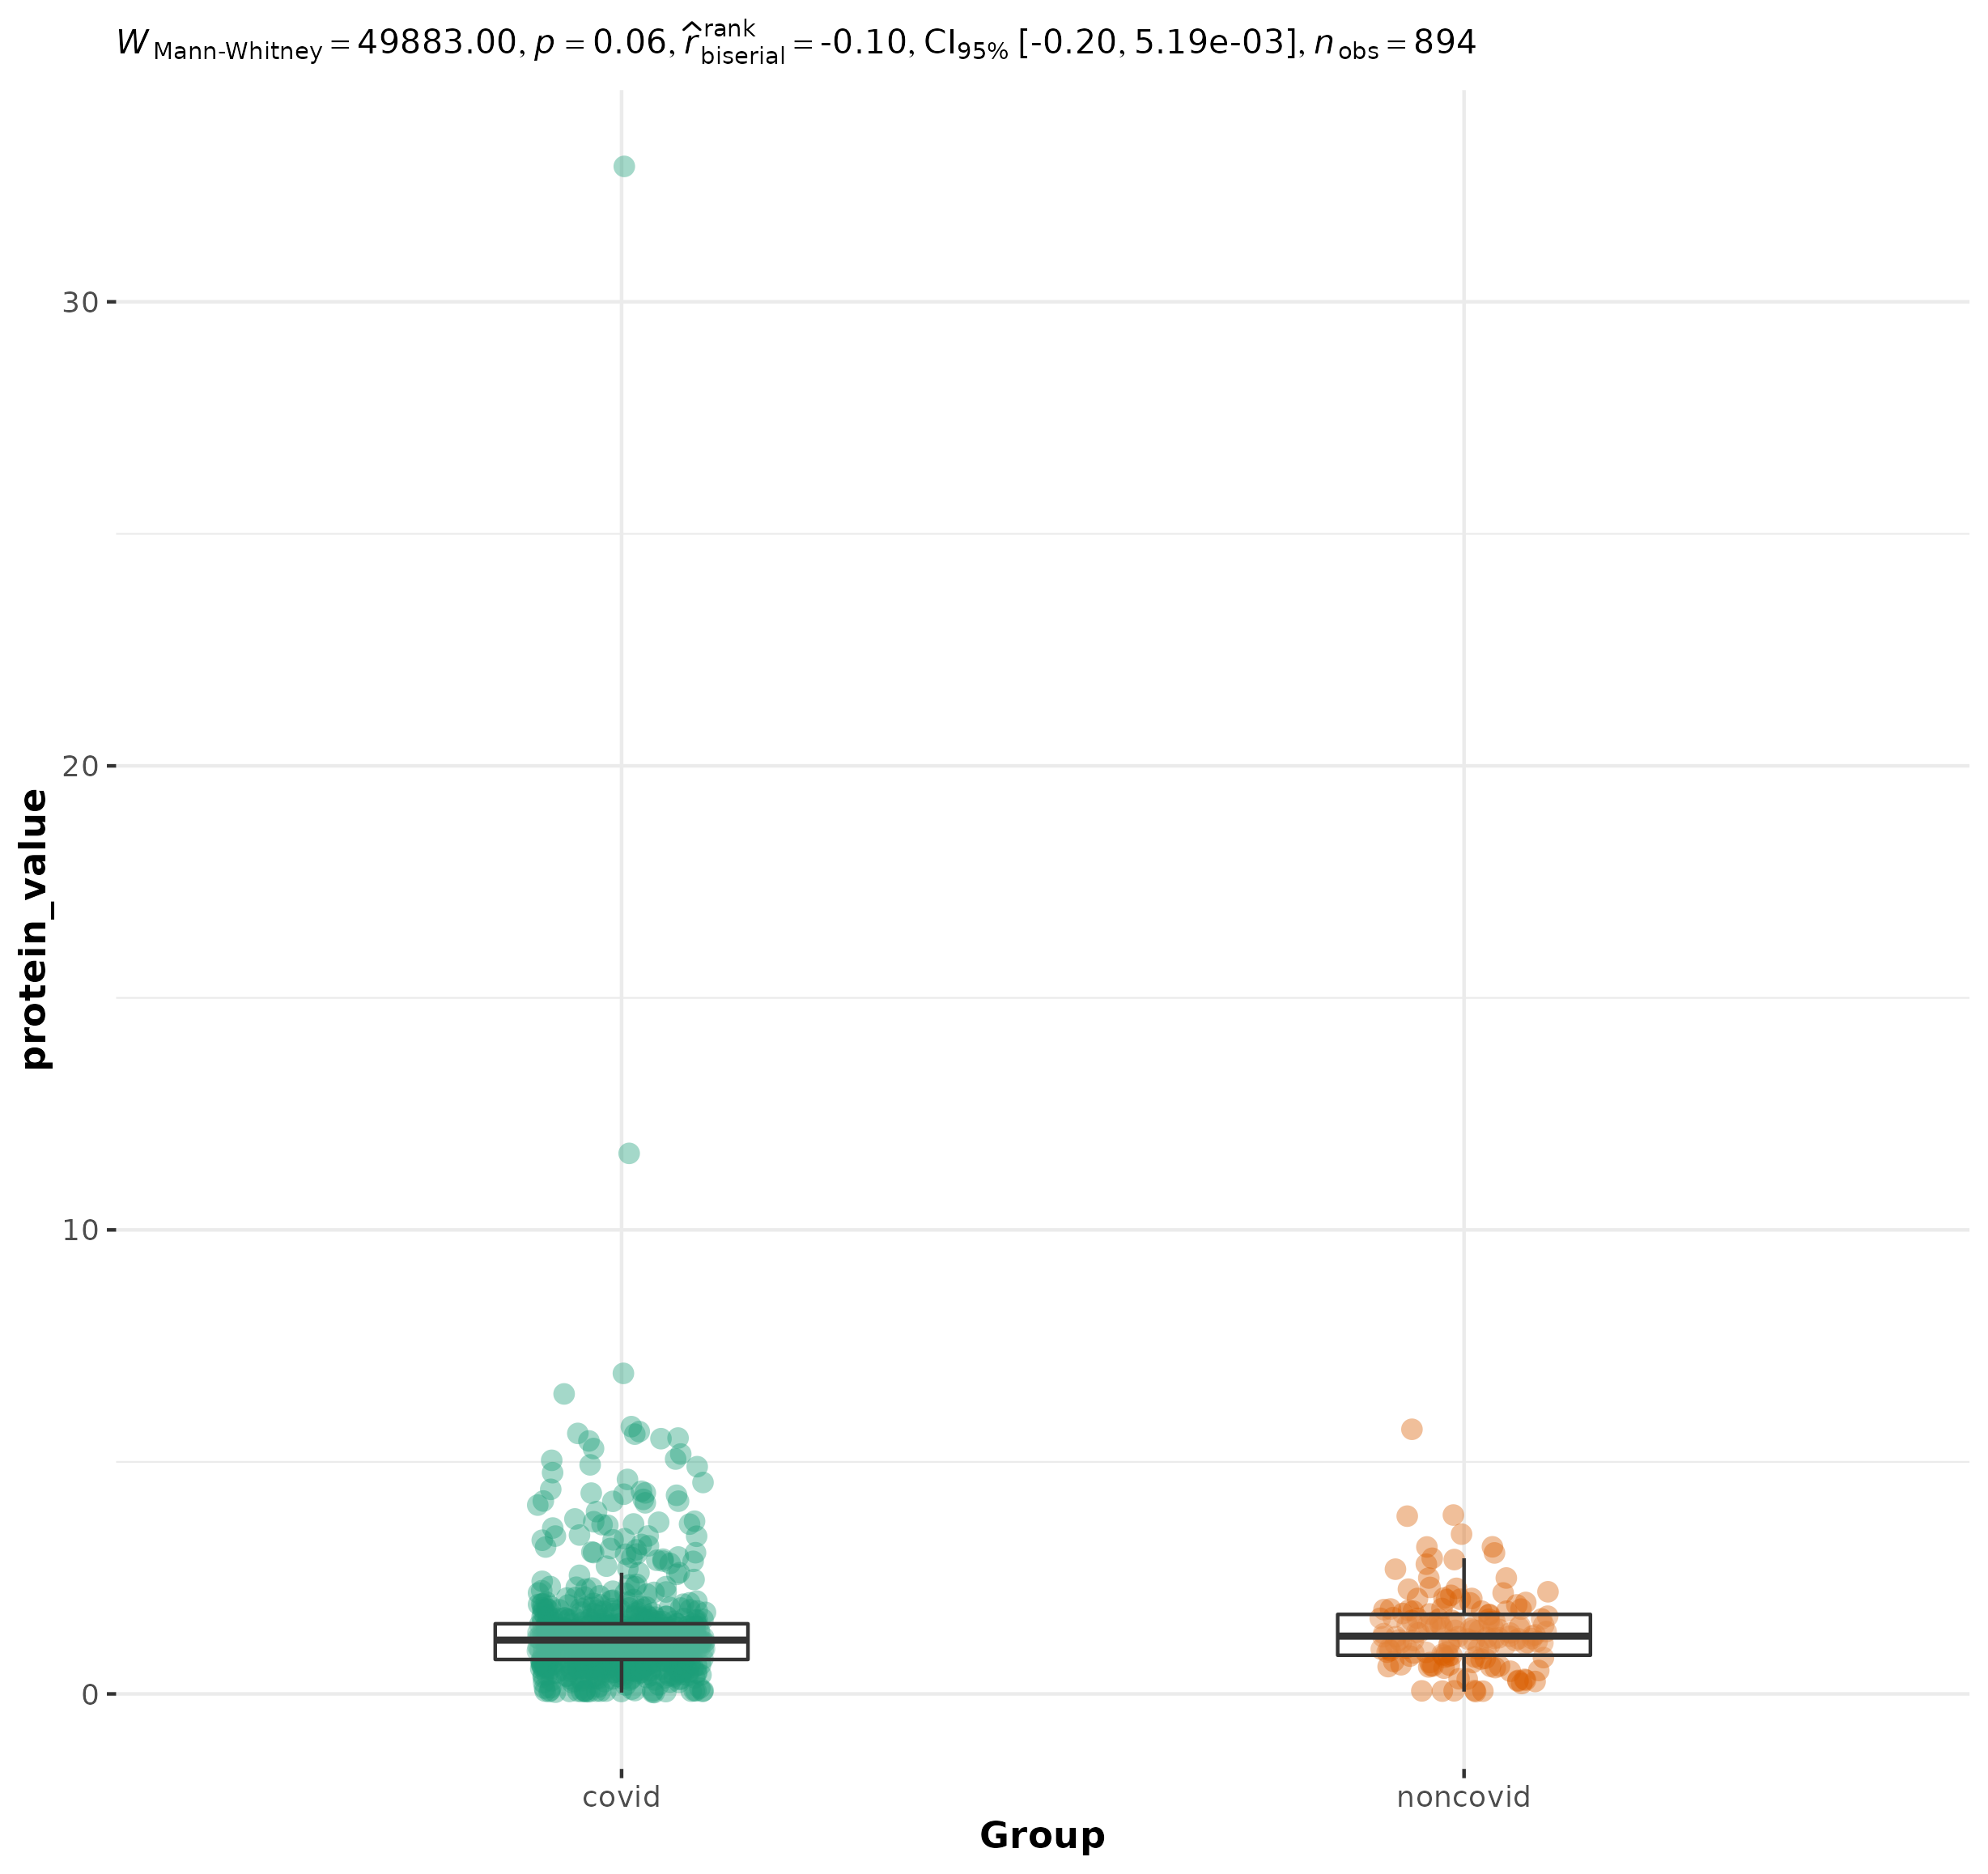 W Mann-Whitney = 49883.00, p = 0.06, r̂ rank biserial = -0.10, CI95% [-0.20, 5.19e-03], n obs = 894
30
20
10
0
protein_value
covid noncovid
Group